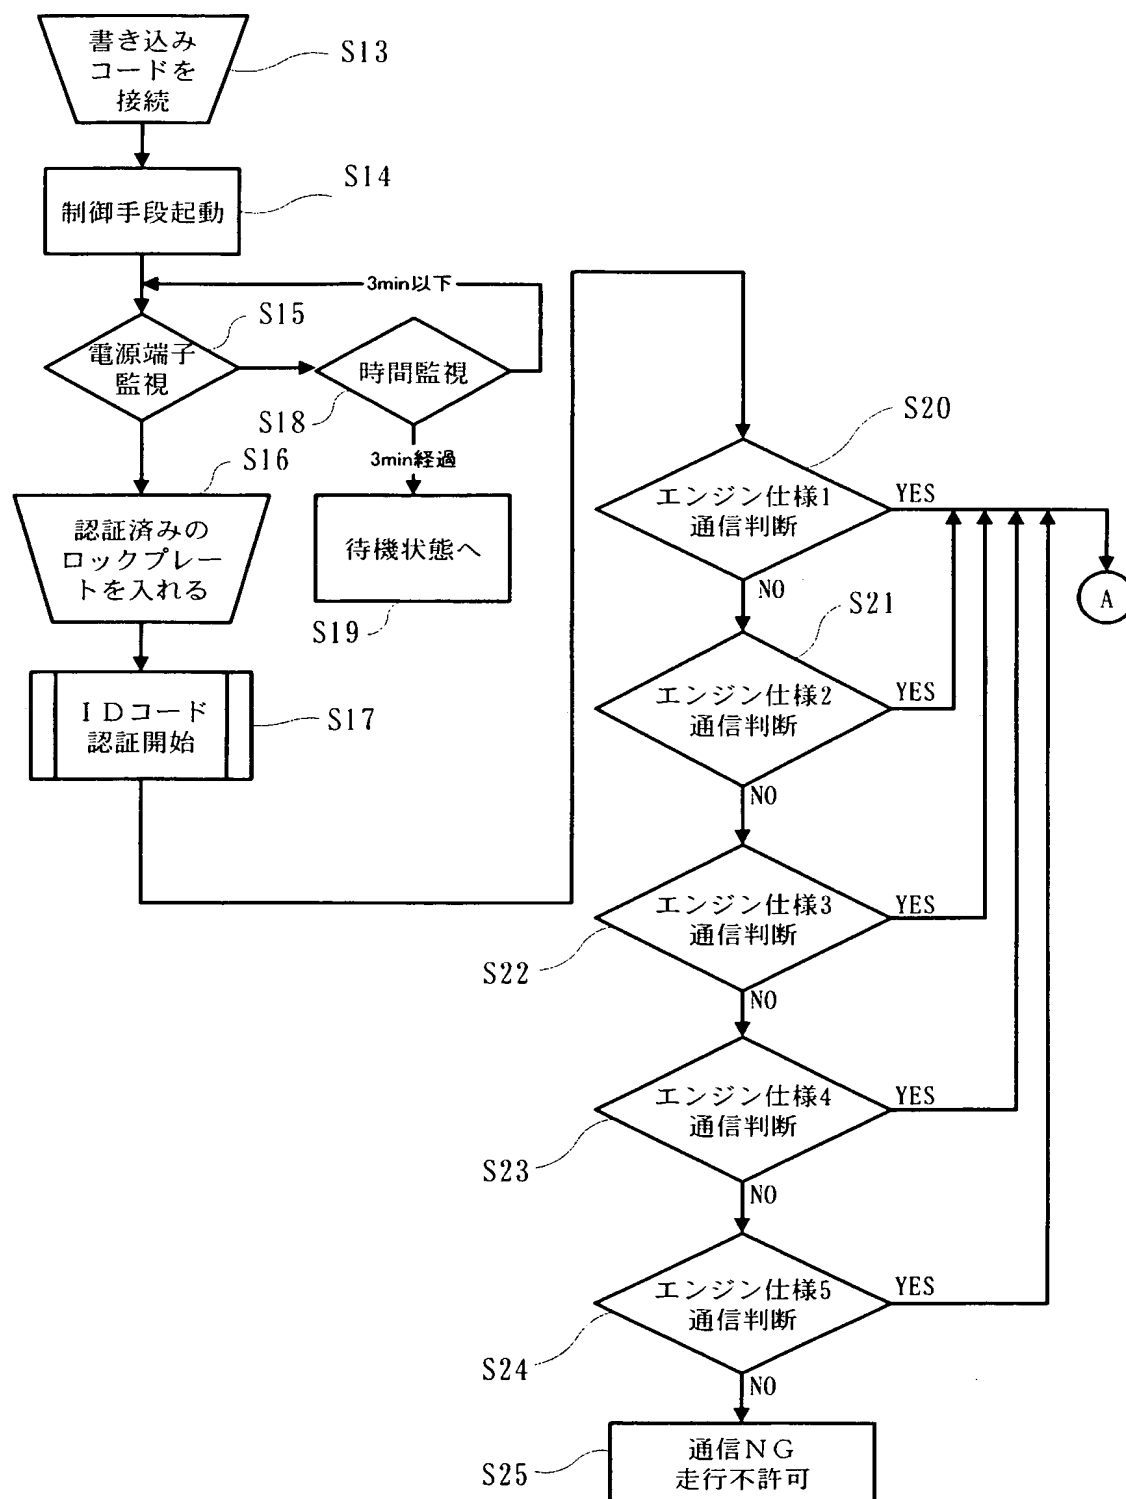 書き込み
コードを
接続
S13
制御手段起動
S14
3min以下
電源端子
監視
S15
時間監視
S18
3min経過
S16
認証済みの
ロックプレー
トを入れる
待機状態へ
S19
IDコード
認証開始
S17
S20
エンジン仕様1
通信判断
YES
A
NO
S21
エンジン仕様2
通信判断
YES
NO
エンジン仕様3
通信判断
YES
S22
NO
エンジン仕様4
通信判断
YES
S23
NO
エンジン仕様5
通信判断
YES
S24
NO
通信NG
走行不許可
S25